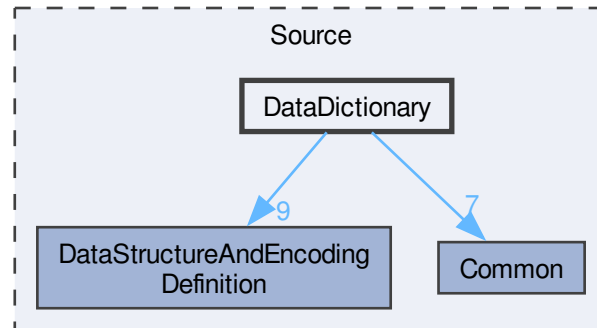 Source
DataDictionary
9
7
DataStructureAndEncoding
Definition
Common